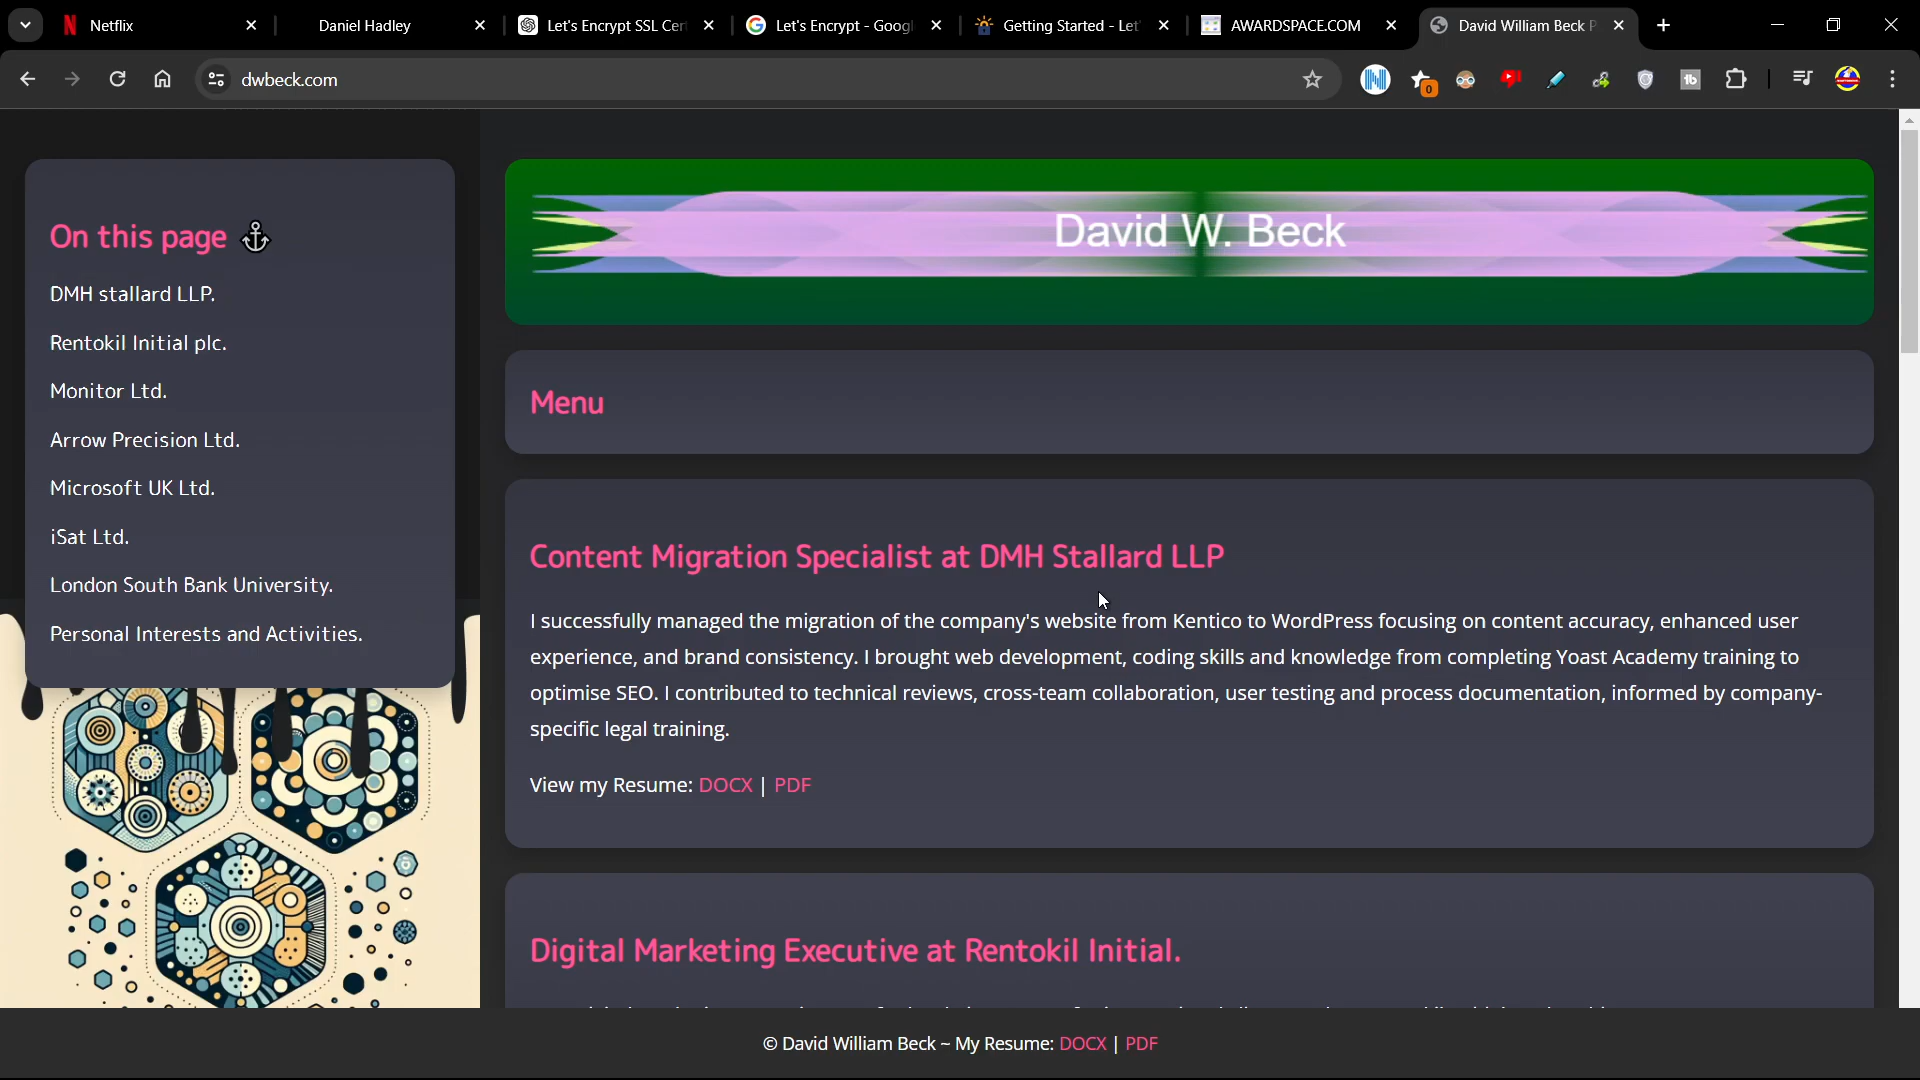 Netflix
Daniel Hadley
Let's Encrypt SSL Cer
Let's Encrypt - Googl
Getting Started - Let'
AWARDSPACE.COM
David William Beck P
dwbeck.com
0
tb
On this page
DMH stallard LLP.
Rentokil Initial plc.
Monitor Ltd.
Arrow Precision Ltd.
Microsoft UK Ltd.
iSat Ltd.
London South Bank University.
Personal Interests and Activities.
David W. Beck
Menu
Content Migration Specialist at DMH Stallard LLP
I successfully managed the migration of the company's website from Kentico to WordPress focusing on content accuracy, enhanced user
experience, and brand consistency. I brought web development, coding skills and knowledge from completing Yoast Academy training to
optimise SEO. I contributed to technical reviews, cross-team collaboration, user testing and process documentation, informed by company-
specific legal training.
View my Resume: DOCX | PDF
Digital Marketing Executive at Rentokil Initial.
© David William Beck ~ My Resume: DOCX | PDF